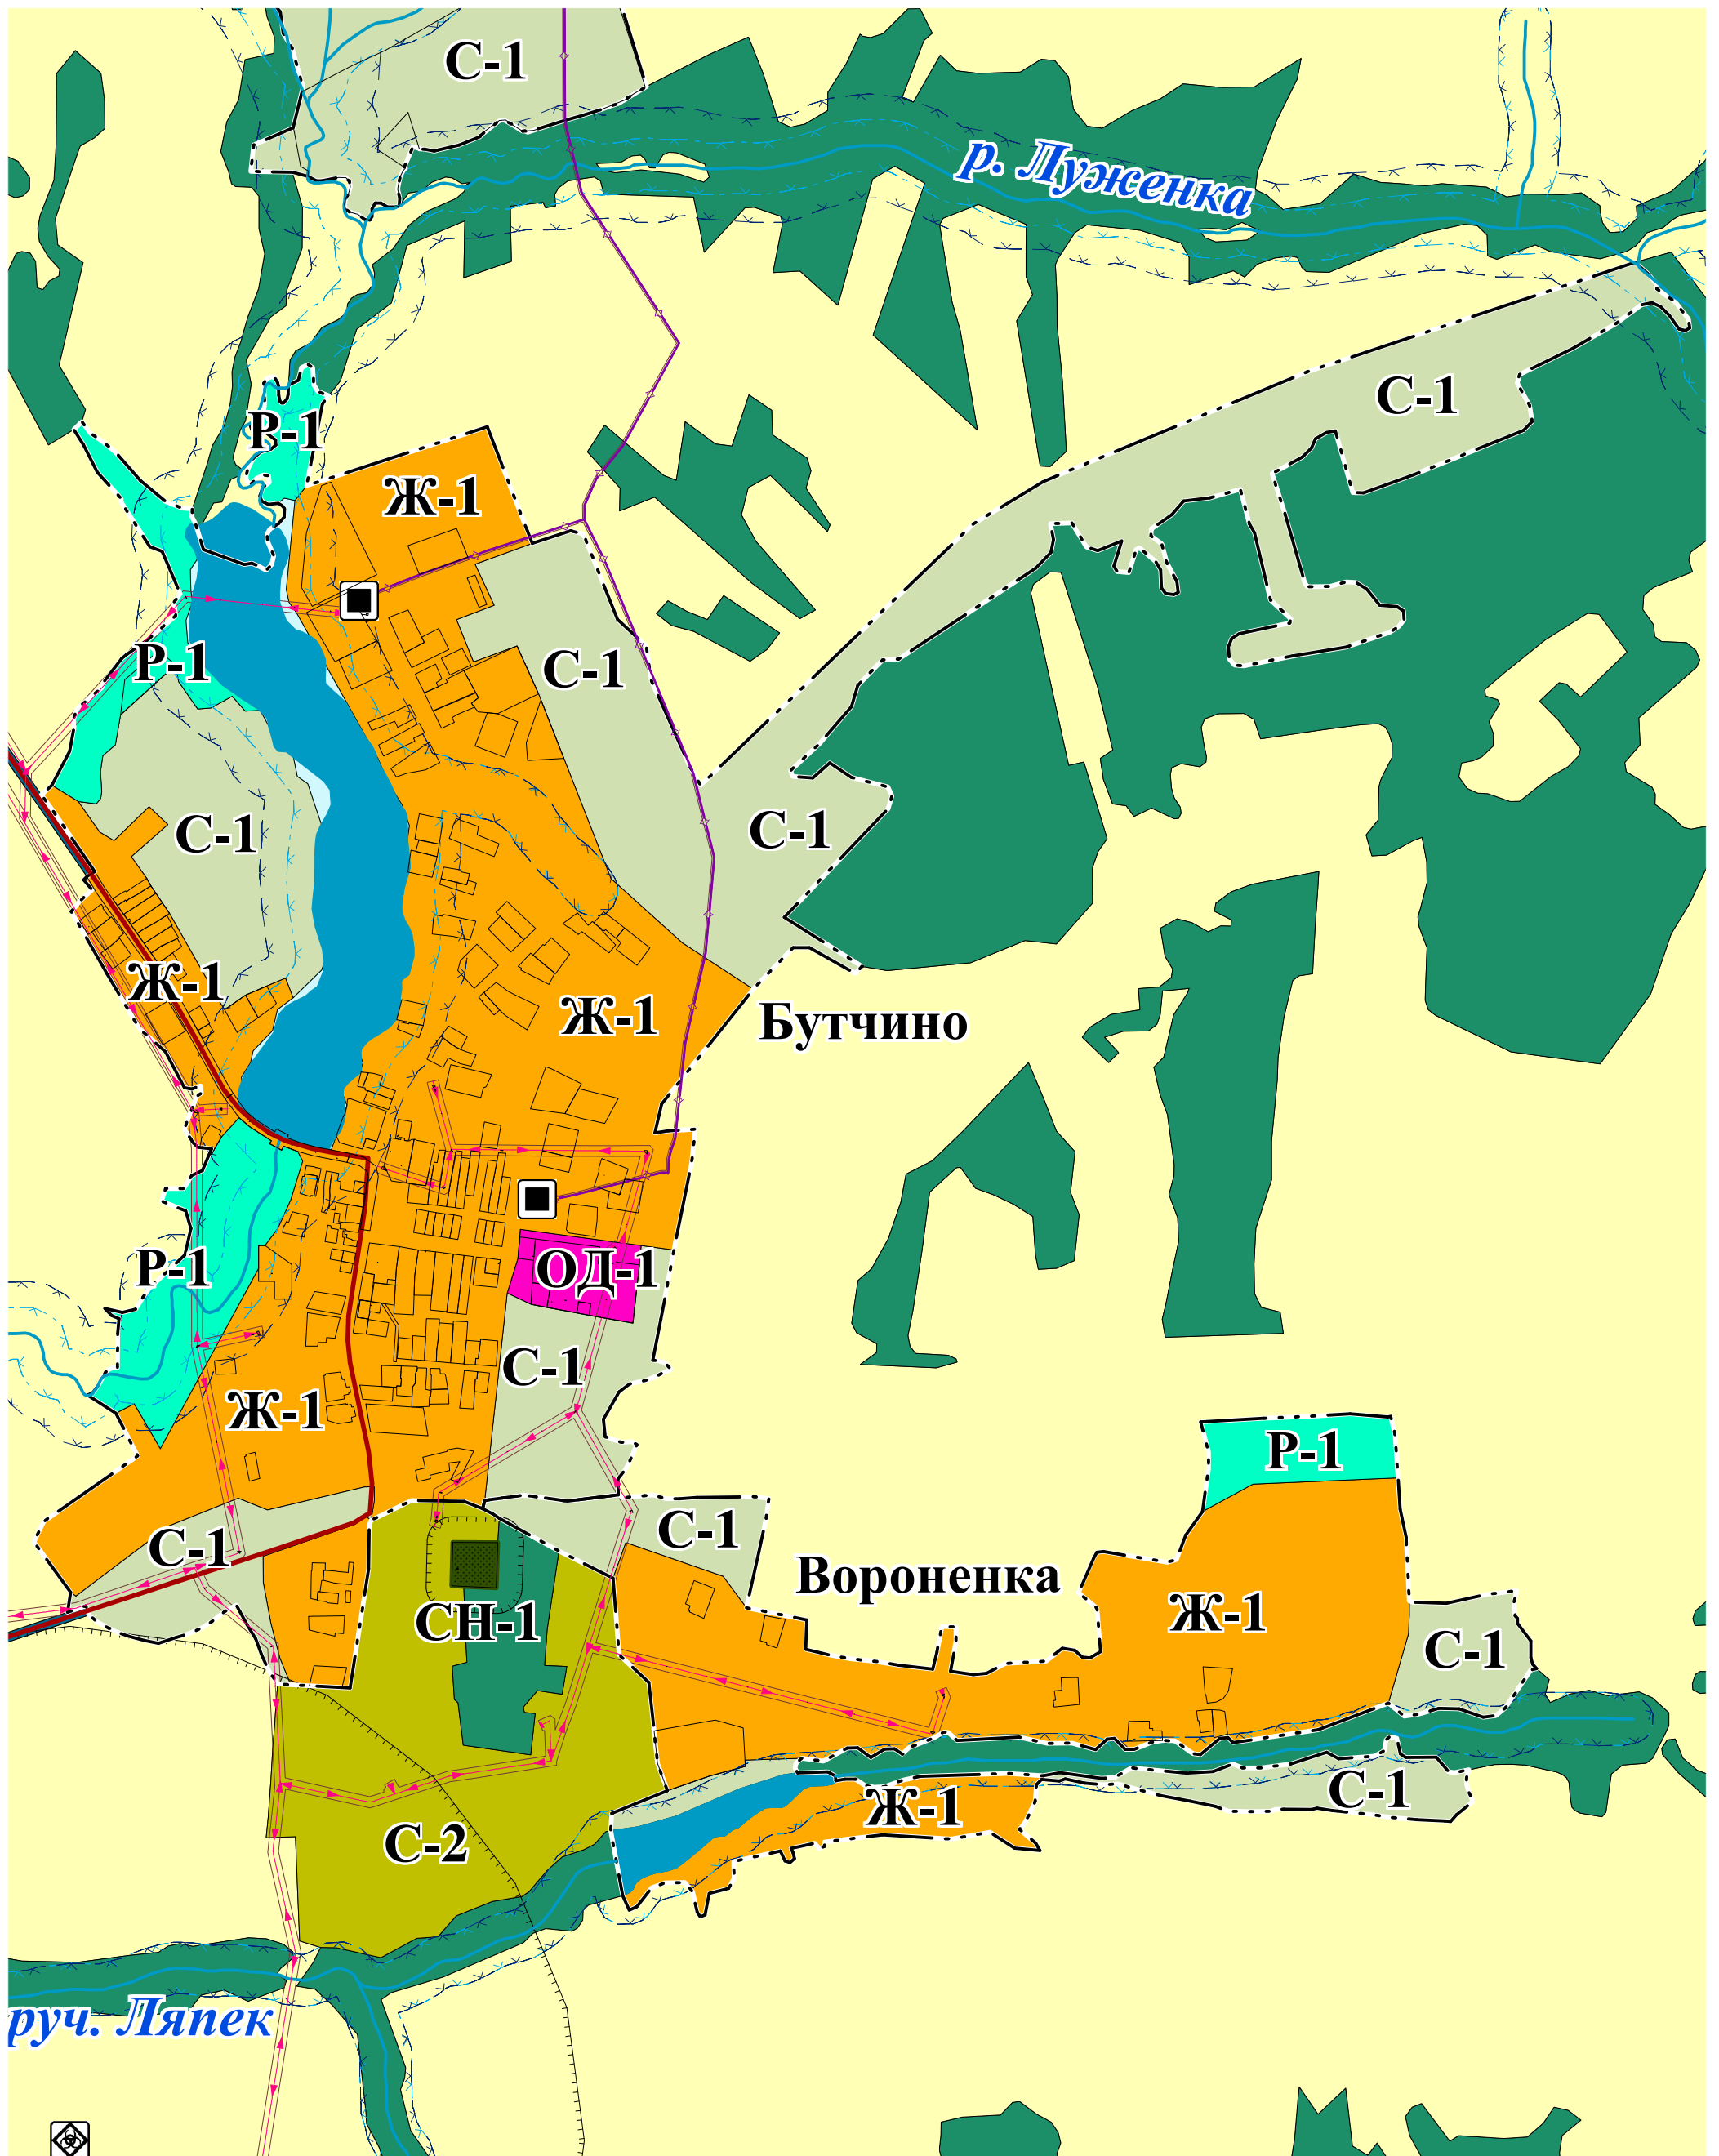 С-1
р. Луженка
С-1
Р-1
Ж-1
Р-1
С-1
С-1
С-1
Ж-1
Ж-1
Бутчино
Р-1
ОД-1
С-1
Ж-1
Р-1
С-1
С-1
Вороненка
СН-1
Ж-1
С-1
С-1
Ж-1
С-2
руч. Ляпек